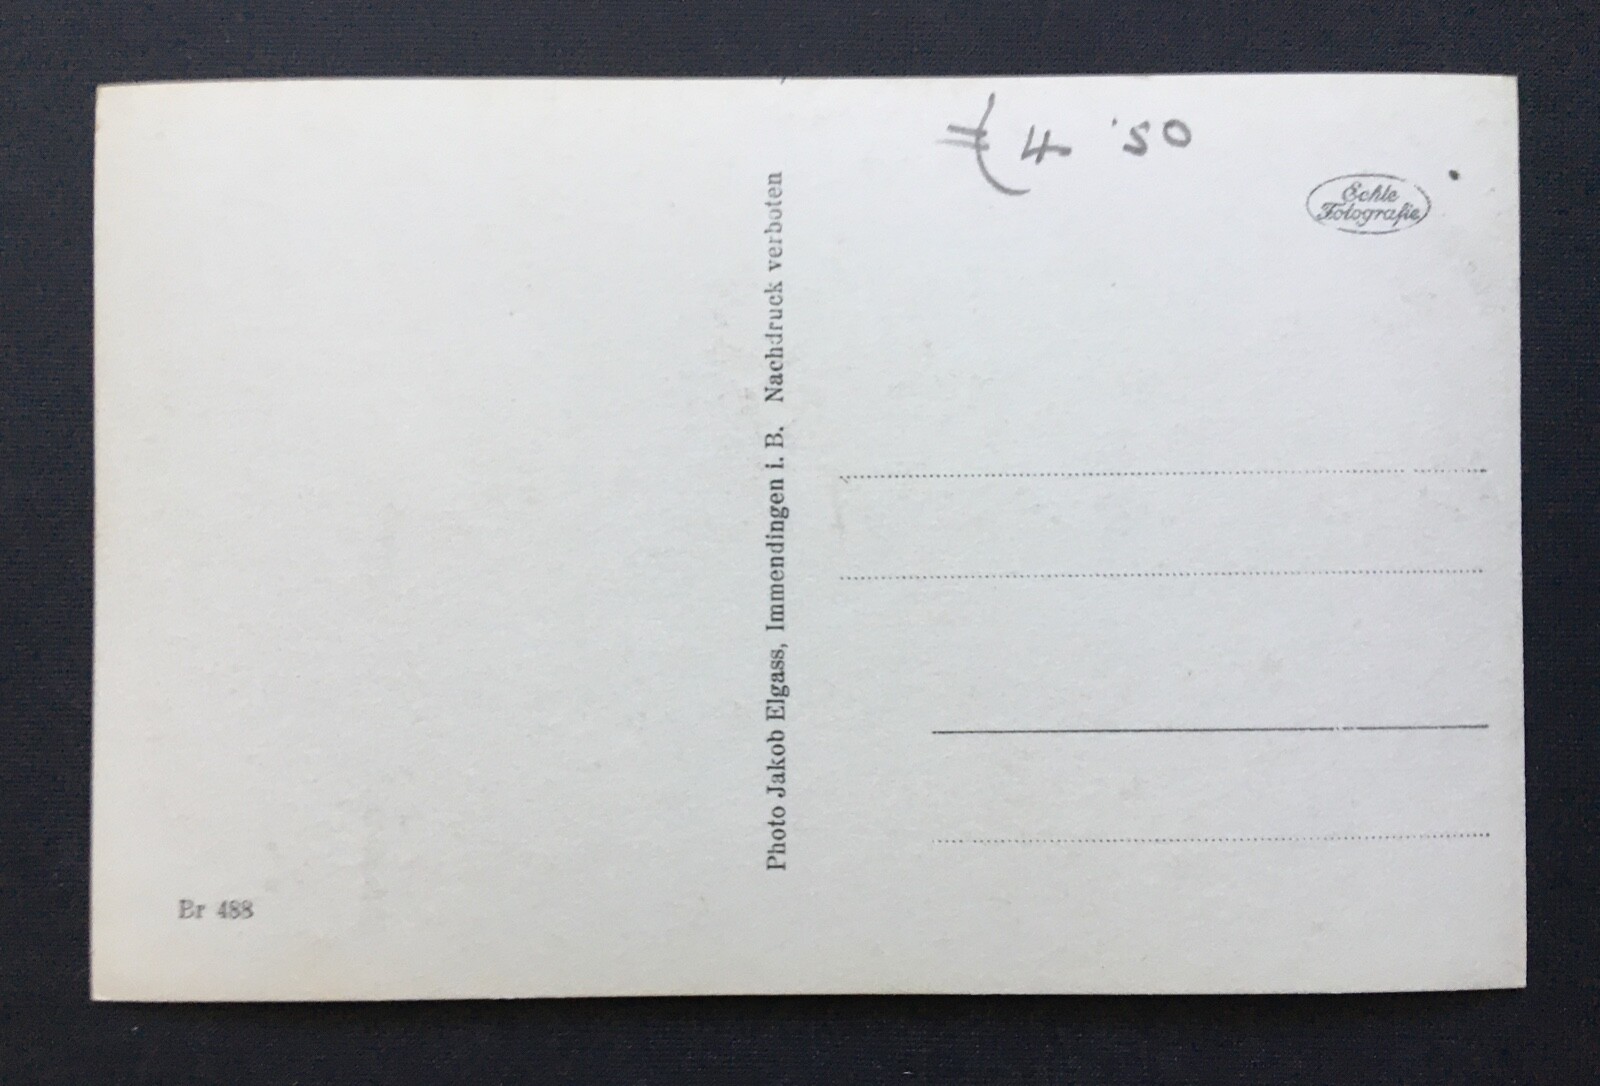 € 4 '50
Echte
Fotografie
Photo Jakob Elgass, Immendingen i. B. Nachdruck verboten
Br 488